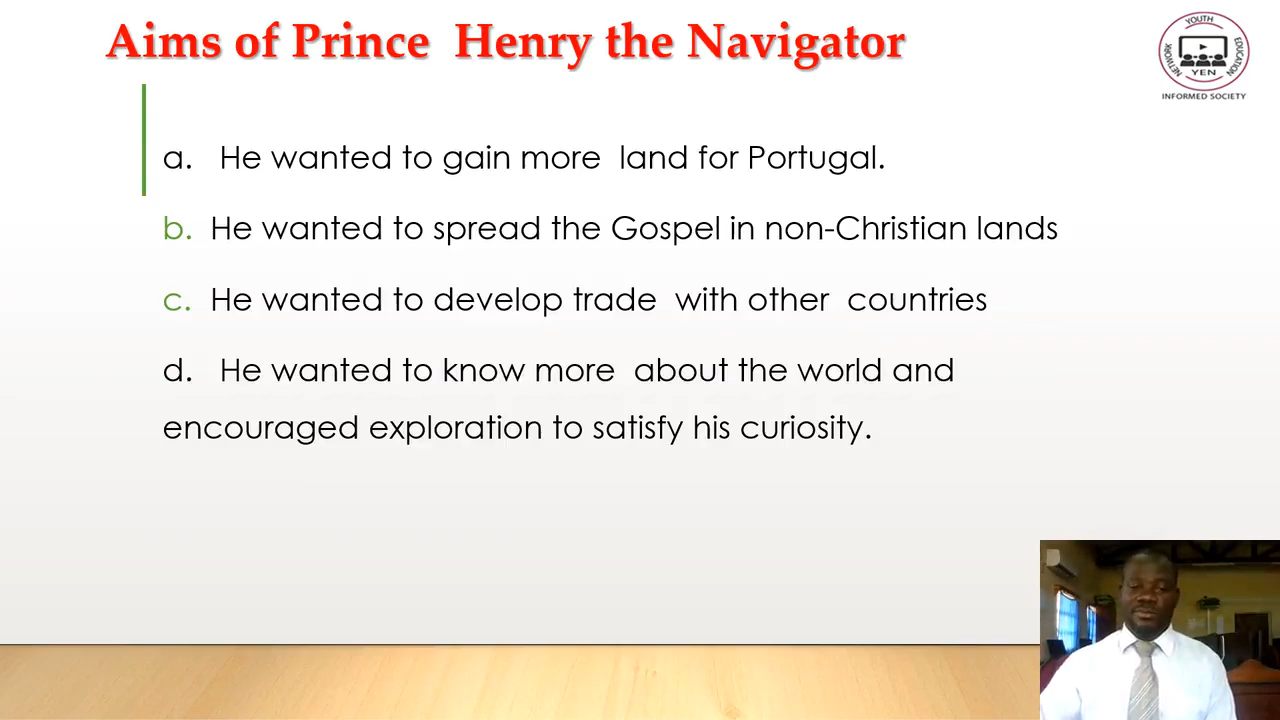 Aims of Prince Henry the Navigator
YOUTH
EDUCATION
NETWORK
YEN
INFORMED SOCIETY
a. He wanted to gain more land for Portugal.
b. He wanted to spread the Gospel in non-Christian lands
c. He wanted to develop trade with other countries
d. He wanted to know more about the world and
encouraged exploration to satisfy his curiosity.